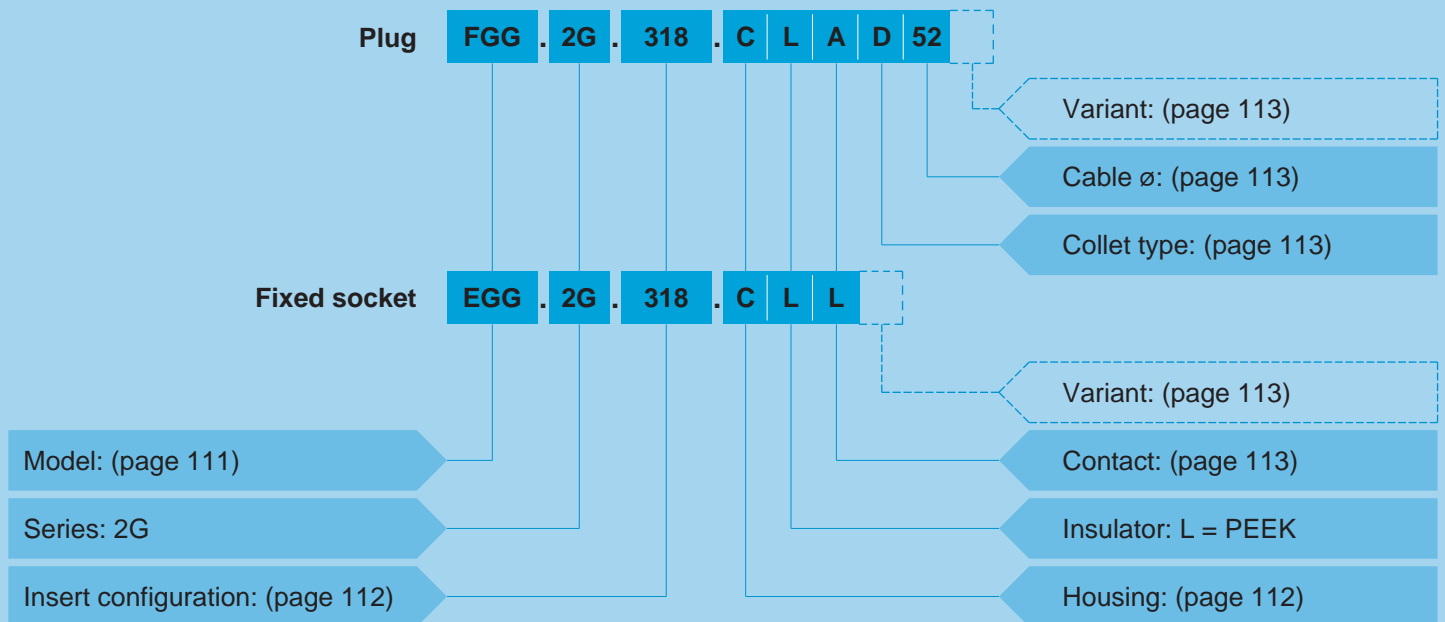 Plug FGG . 2G . 318 . C L A D 52
Variant: (page 113)
Cable ø: (page 113)
Collet type: (page 113)
Fixed socket EGG . 2G . 318 . C L L
Variant: (page 113)
Model: (page 111)
Contact: (page 113)
Series: 2G
Insulator: L = PEEK
Insert configuration: (page 112)
Housing: (page 112)